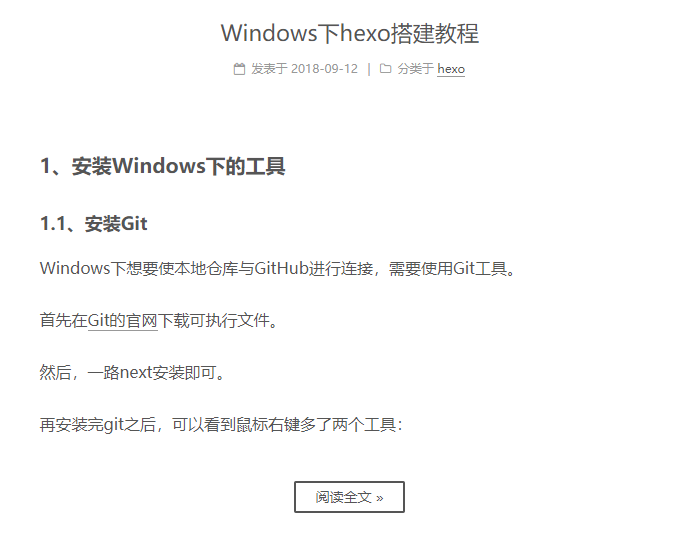 Windows下hexo搭建教程
发表于 2018-09-12 | 分类于 hexo
1、安装Windows下的工具
1.1、安装Git
Windows下想要使本地仓库与GitHub进行连接，需要使用Git工具。
首先在Git的官网下载可执行文件。
然后，一路next安装即可。
再安装完git之后，可以看到鼠标右键多了两个工具：
阅读全文 »